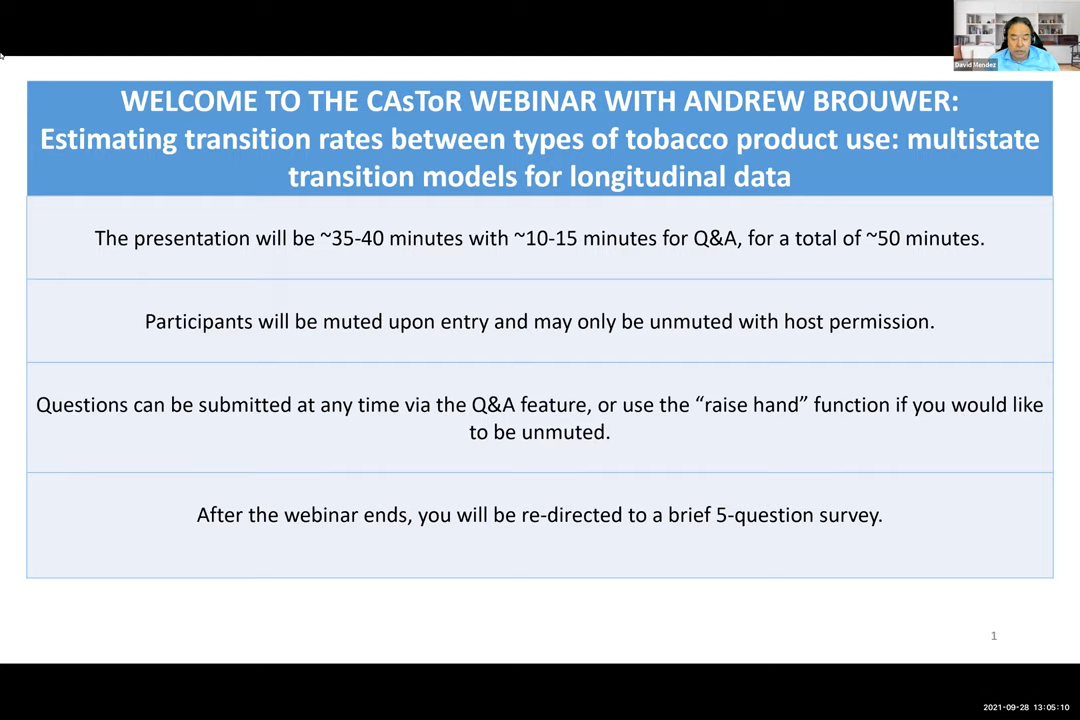 David Mendez
WELCOME TO THE CAsToR WEBINAR WITH ANDREW BROUWER:
Estimating transition rates between types of tobacco product use: multistate
transition models for longitudinal data
The presentation will be ~35-40 minutes with ~10-15 minutes for Q&A, for a total of ~50 minutes.
Participants will be muted upon entry and may only be unmuted with host permission.
Questions can be submitted at any time via the Q&A feature, or use the “raise hand” function if you would like
to be unmuted.
After the webinar ends, you will be re-directed to a brief 5-question survey.
1
2021-09-28 13:05:10